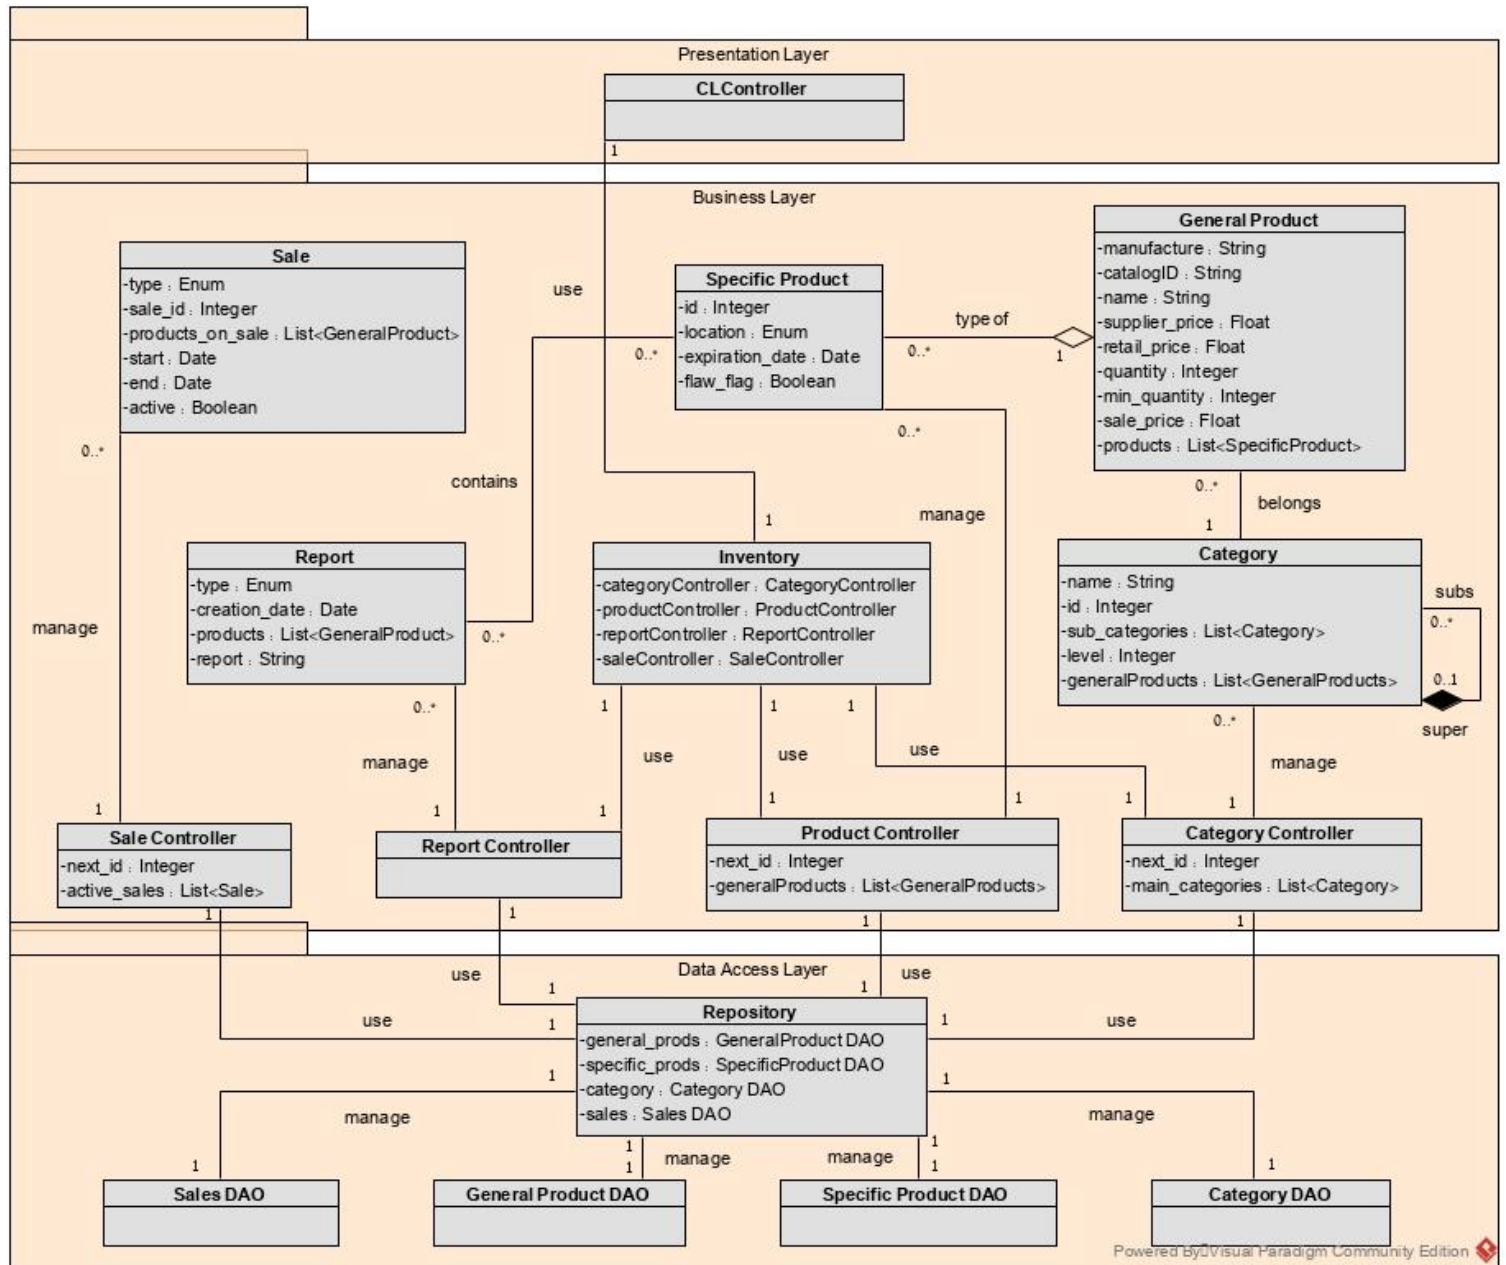 Presentation Layer
CLController
1
Business Layer
General Product
-manufacture : String
-catalogID : String
-name : String
-supplier_price : Float
-retail_price : Float
-quantity : Integer
-min_quantity : Integer
-sale_price : Float
-products : List<SpecificProduct>
Sale
-type : Enum
-sale_id : Integer
-products_on_sale : List<GeneralProduct>
-start : Date
-end : Date
-active : Boolean
use
Specific Product
-id : Integer
-location : Enum
-expiration_date : Date
-flaw_flag : Boolean
type of
0..*
0..*
1
0..*
0..*
contains
manage
0..*
belongs
1
1
Report
-type : Enum
-creation_date : Date
-products : List<GeneralProduct>
-report : String
0..*
Inventory
-categoryController : CategoryController
-productController : ProductController
-reportController : ReportController
-saleController : SaleController
Category
-name : String
-id : Integer
-sub_categories : List<Category>
-level : Integer
-generalProducts : List<GeneralProducts>
subs
0..*
0..1
super
manage
0..*
1
1
1
0..*
manage
use
use
use
manage
1
1
1
1
1
1
1
Sale Controller
-next_id : Integer
-active_sales : List<Sale>
Report Controller
Product Controller
-next_id : Integer
-generalProducts : List<GeneralProducts>
Category Controller
-next_id : Integer
-main_categories : List<Category>
1
1
1
1
Data Access Layer
use
use
1
1
use
1
1
use
Repository
-general_prods : GeneralProduct DAO
-specific_prods : SpecificProduct DAO
-category : Category DAO
-sales : Sales DAO
1
1
manage
manage
1
1
manage
manage
1
1
1
1
Sales DAO
General Product DAO
Specific Product DAO
Category DAO
Powered By Visual Paradigm Community Edition